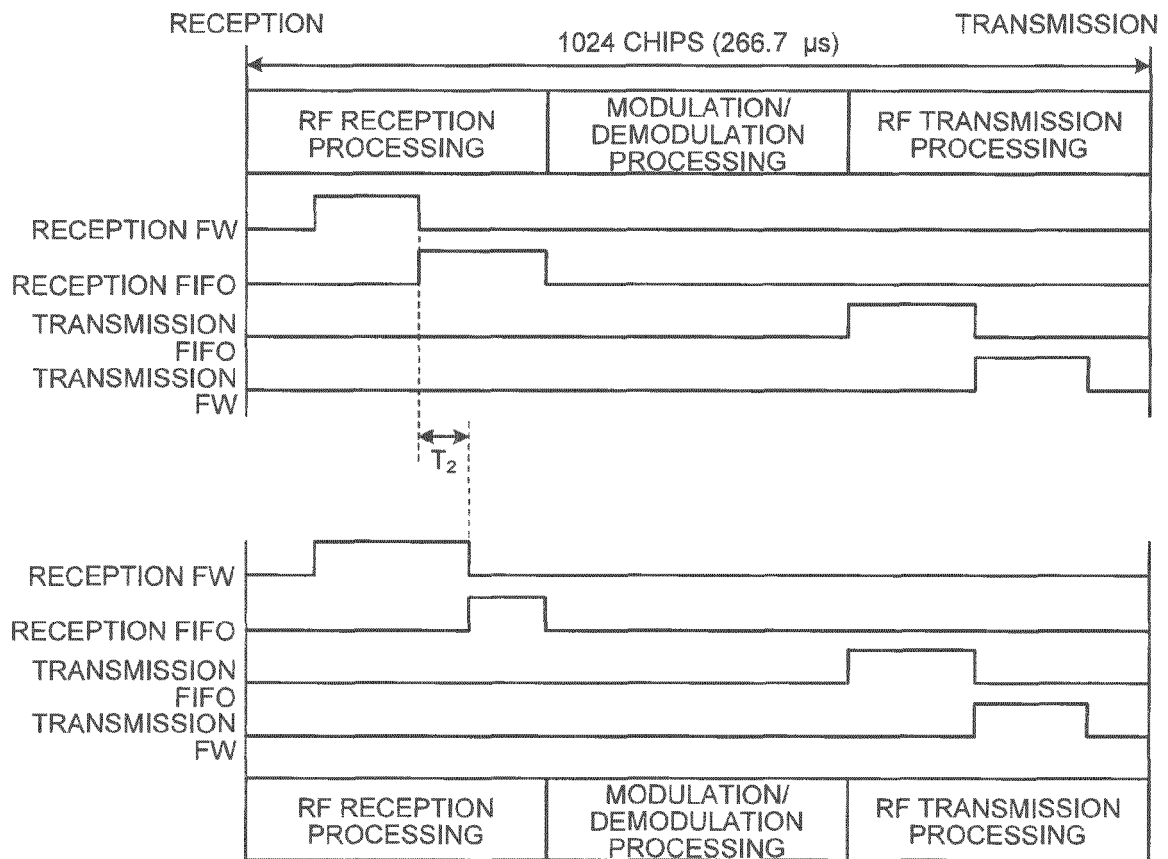 RECEPTION
TRANSMISSION
1024 CHIPS (266.7 µs)
RF RECEPTION
PROCESSING
MODULATION/
DEMODULATION
PROCESSING
RF TRANSMISSION
PROCESSING
RECEPTION FW
RECEPTION FIFO
TRANSMISSION
FIFO
TRANSMISSION
FW
T₂
RECEPTION FW
RECEPTION FIFO
TRANSMISSION
FIFO
TRANSMISSION
FW
RF RECEPTION
PROCESSING
MODULATION/
DEMODULATION
PROCESSING
RF TRANSMISSION
PROCESSING